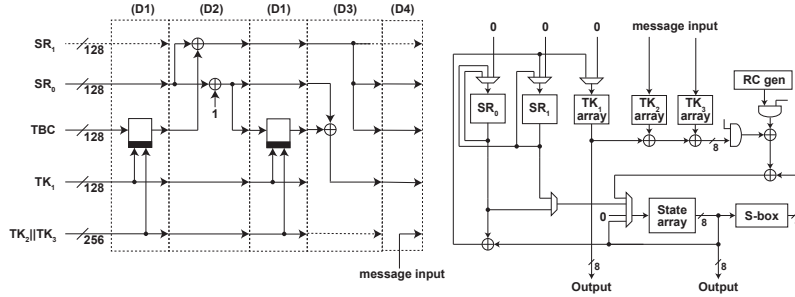 (D1) (D2) (D1) (D3) (D4)
SR1 128
SR0 128
1
TBC 128
TK1 128
TK2||TK3 256
message input
0 0 0 message input
RC gen
SR0 SR1 TK1 array TK2 array TK3 array
8
0 State array 8 S-box
8 8
Output Output